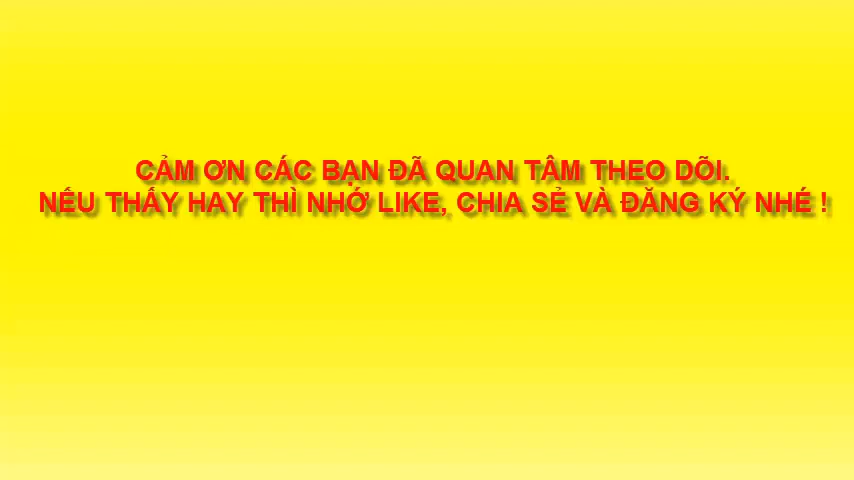 CẢM ƠN CÁC BẠN ĐÃ QUAN TÂM THEO DÕI.
NẾU THẤY HAY THÌ NHỚ LIKE, CHIA SẺ VÀ ĐĂNG KÝ NHÉ !